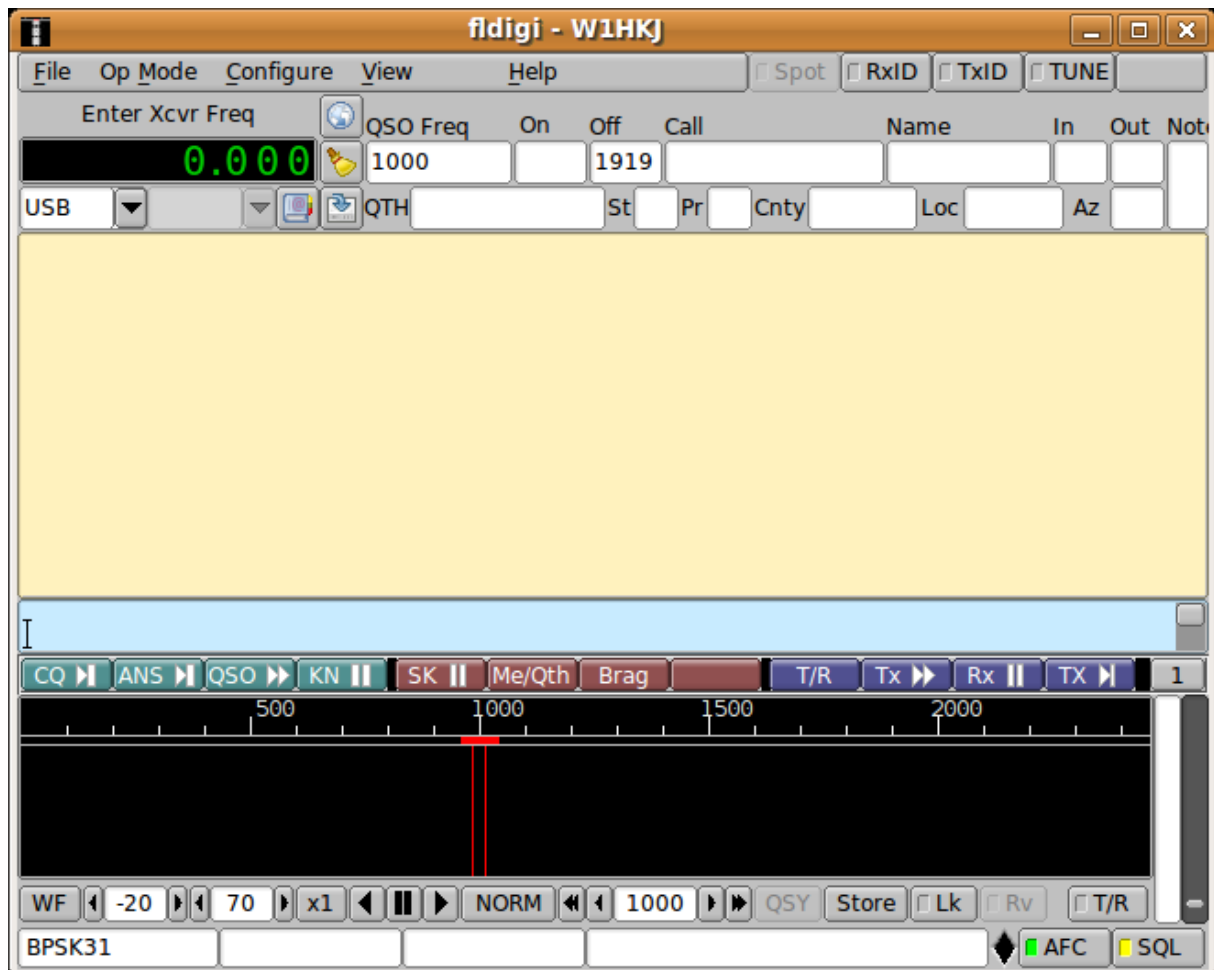 fldigi - W1HKJ
File Op Mode Configure View Help Spot RxID TxID TUNE
Enter Xcvr Freq QSO Freq On Off Call Name In Out Note
0.000 1000 1919
USB QTH St Pr Cnty Loc Az
CQ ANS QSO KN SK Me/Qth Brag T/R Tx Rx TX 1
500 1000 1500 2000
WF -20 70 x1 NORM 1000 QSY Store Lk Rv T/R
BPSK31 AFC SQL